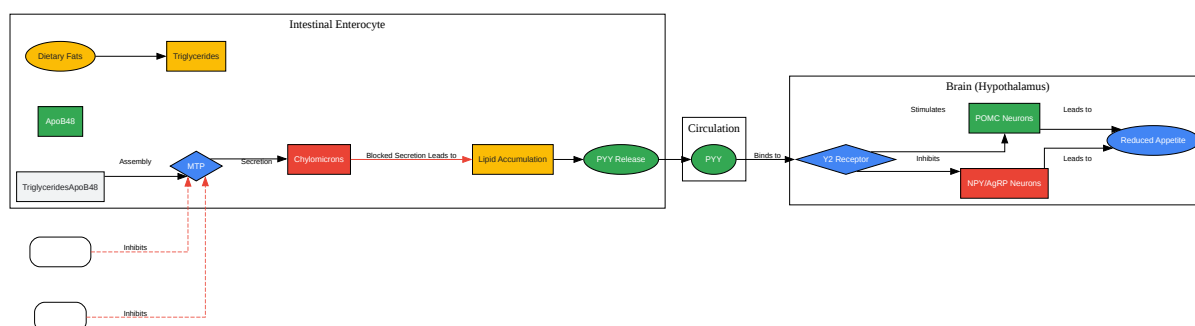 Intestinal Enterocyte
Dietary Fats
Triglycerides
ApoB48
Assembly
TriglyceridesApoB48
MTP
Secretion
Chylomicrons
Blocked Secretion Leads to
Lipid Accumulation
PYY Release
Circulation
PYY
Binds to
Brain (Hypothalamus)
Y2 Receptor
Stimulates
POMC Neurons
Leads to
Inhibits
NPY/AgRP Neurons
Leads to
Reduced Appetite
Inhibits
Inhibits